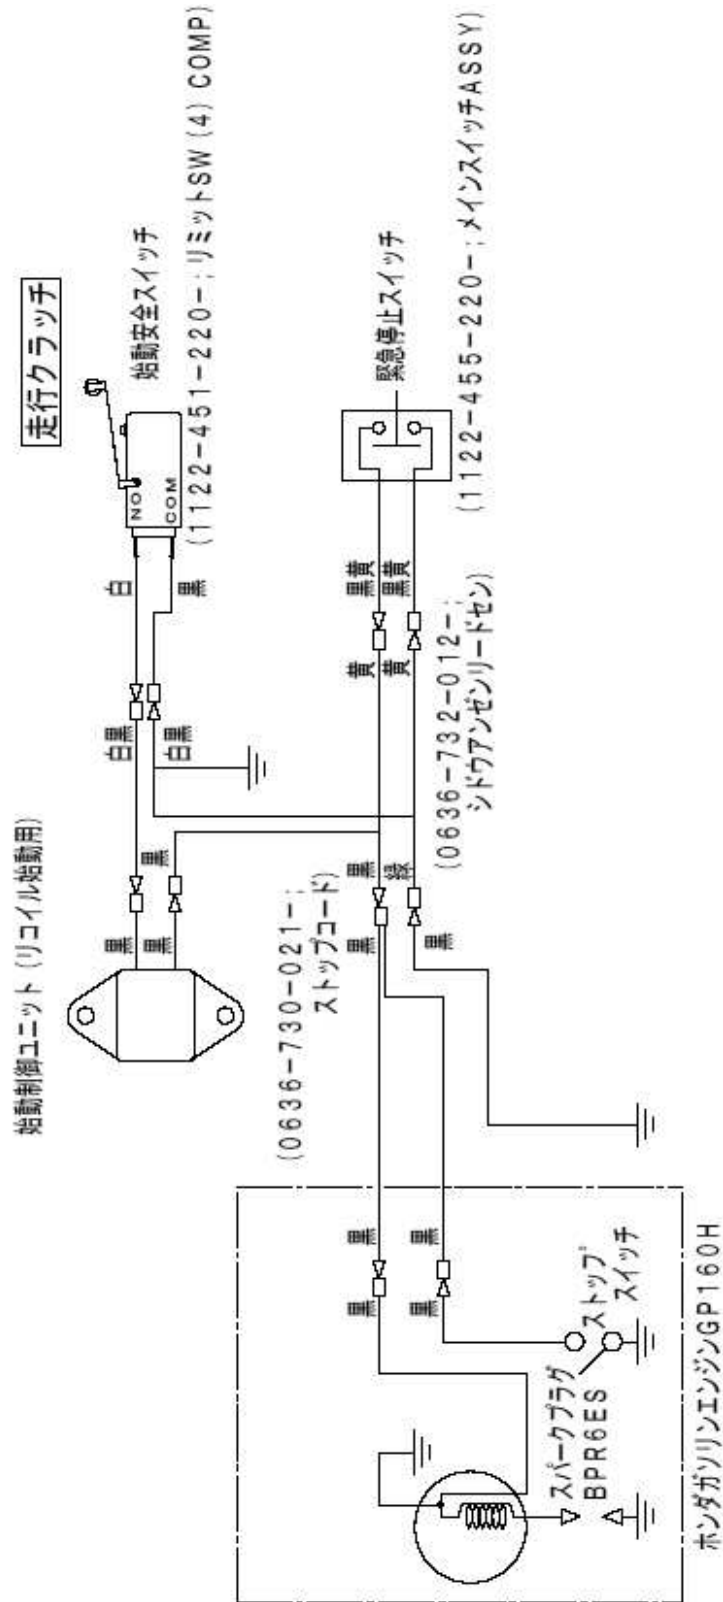 走行クラッチ
始動安全スイッチ
(1122-451-220-;リミットSW(4) COMP)
NO
COM
白
黒
白黒
白黒
始動制御ユニット (リコイル始動用)
黒
黒
黒
緊急停止スイッチ
(1122-455-220-;メインスイッチASSY)
黒黄
黒黄
黄
黄
(0636-732-012-;
シドウアンゼンリードセン)
黒
緑
黒
黒
(0636-730-021-;
ストップコード)
黒
黒
黒
黒
ストップ
スイッチ
スパークプラグ
BPR6ES
ホンダガソリンエンジンGP160H